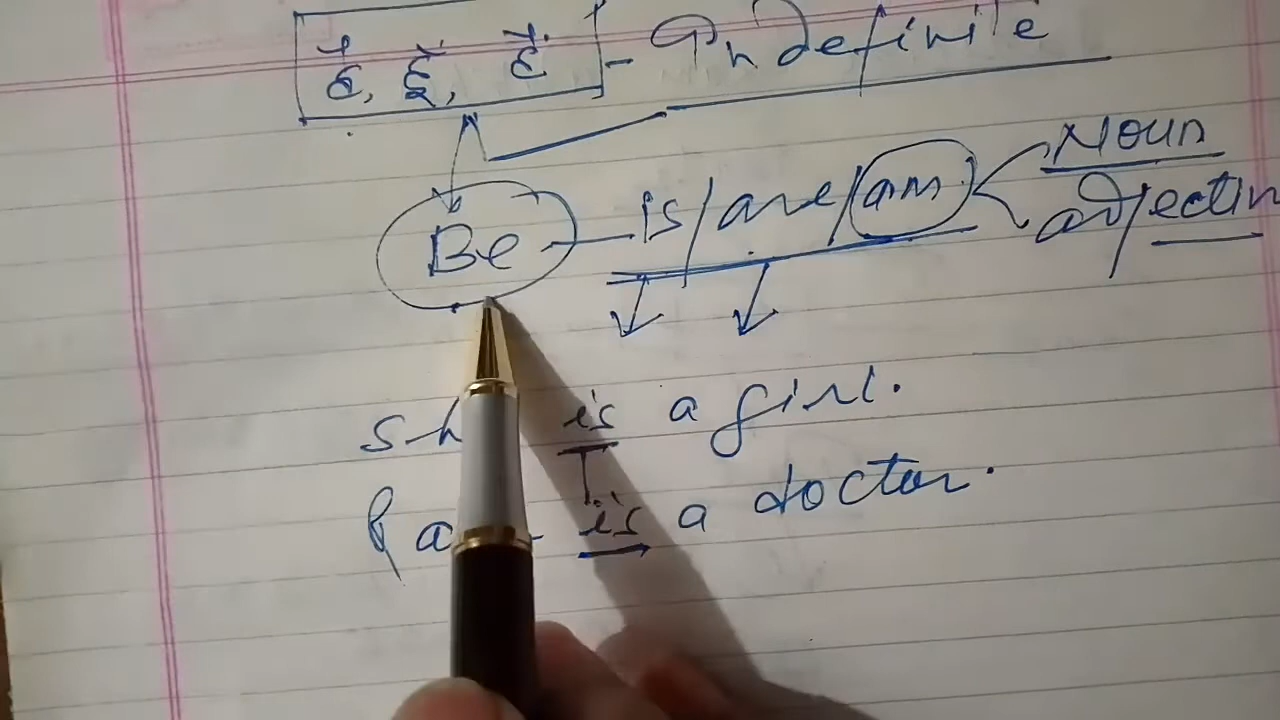 है, हूँ, हैं - Indefinite
Be - is/are/am Noun
adjectiv
is a girl.
is a doctor.